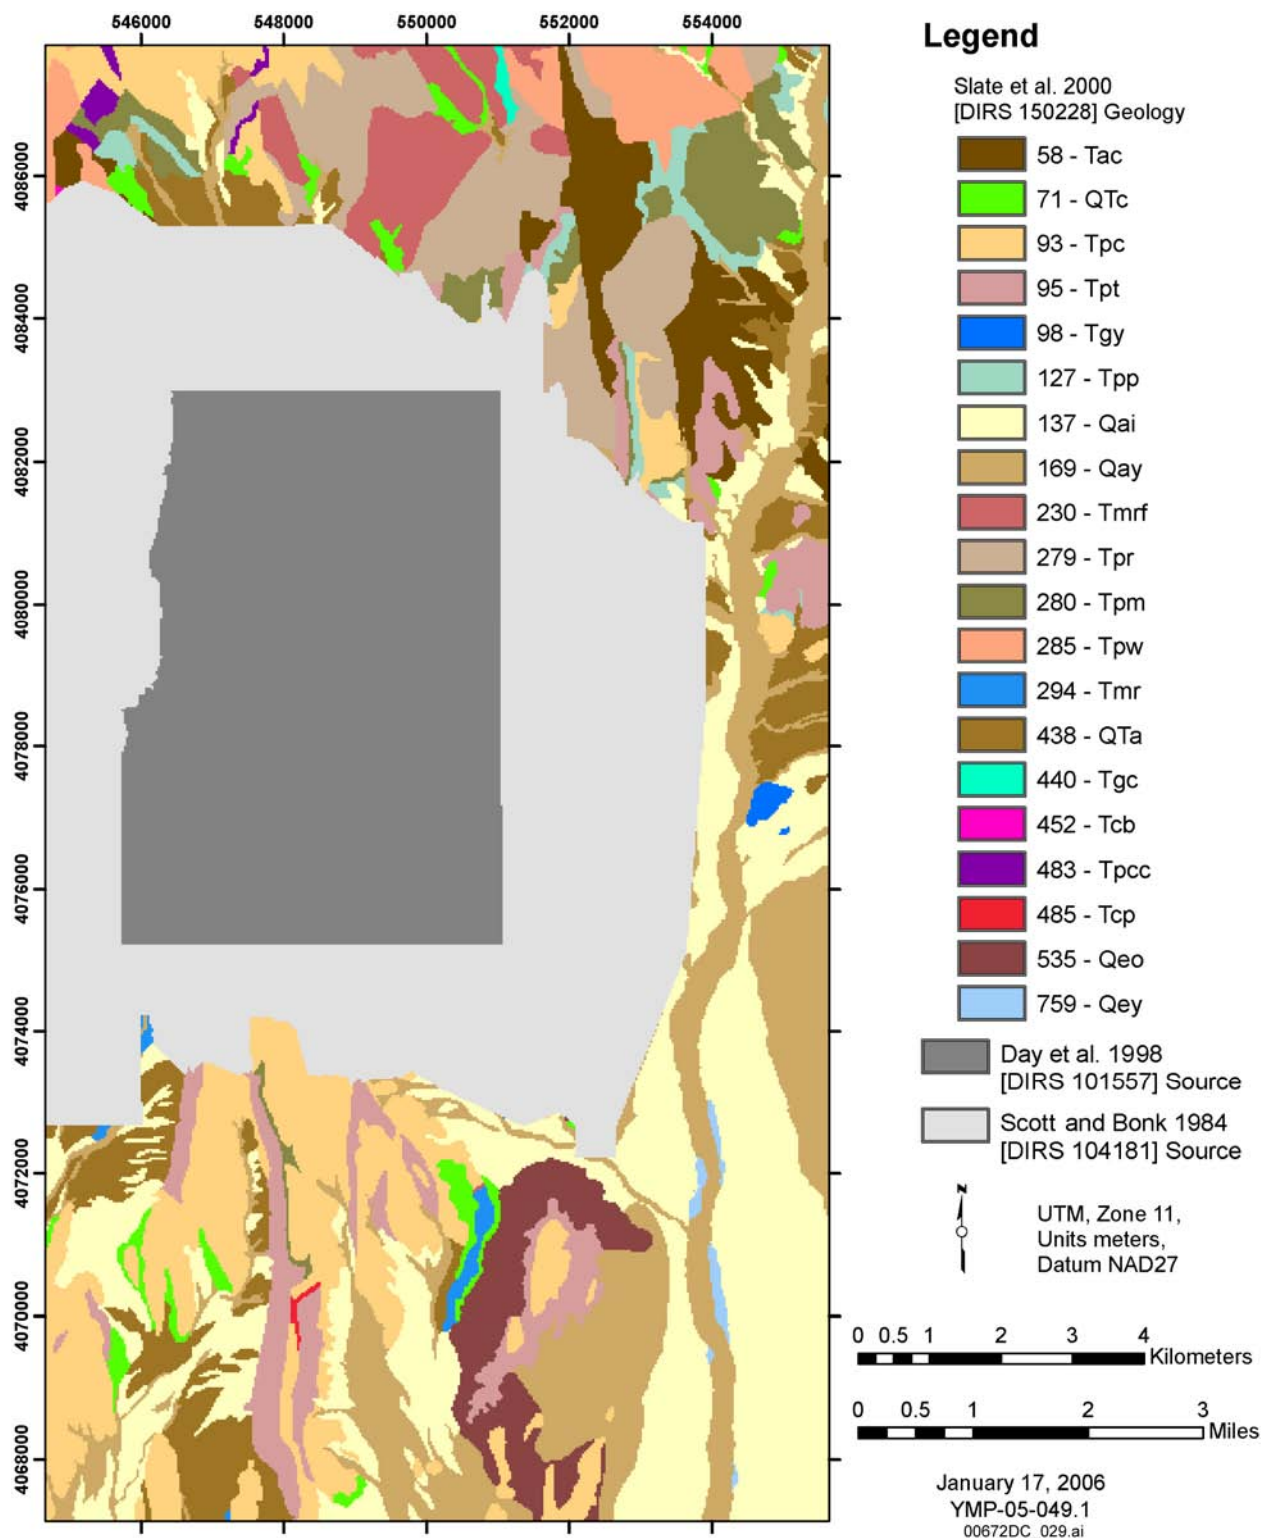 546000 548000 550000 552000 554000
4086000
4084000
4082000
4080000
4078000
4076000
4074000
4072000
4070000
4068000
Legend
Slate et al. 2000
[DIRS 150228] Geology
58 - Tac
71 - QTc
93 - Tpc
95 - Tpt
98 - Tgy
127 - Tpp
137 - Qai
169 - Qay
230 - Tmrf
279 - Tpr
280 - Tpm
285 - Tpw
294 - Tmr
438 - QTa
440 - Tgc
452 - Tcb
483 - Tpcc
485 - Tcp
535 - Qeo
759 - Qey
Day et al. 1998
[DIRS 101557] Source
Scott and Bonk 1984
[DIRS 104181] Source
N
UTM, Zone 11,
Units meters,
Datum NAD27
0 0.5 1 2 3 4
Kilometers
0 0.5 1 2 3
Miles
January 17, 2006
YMP-05-049.1
00672DC_029.ai